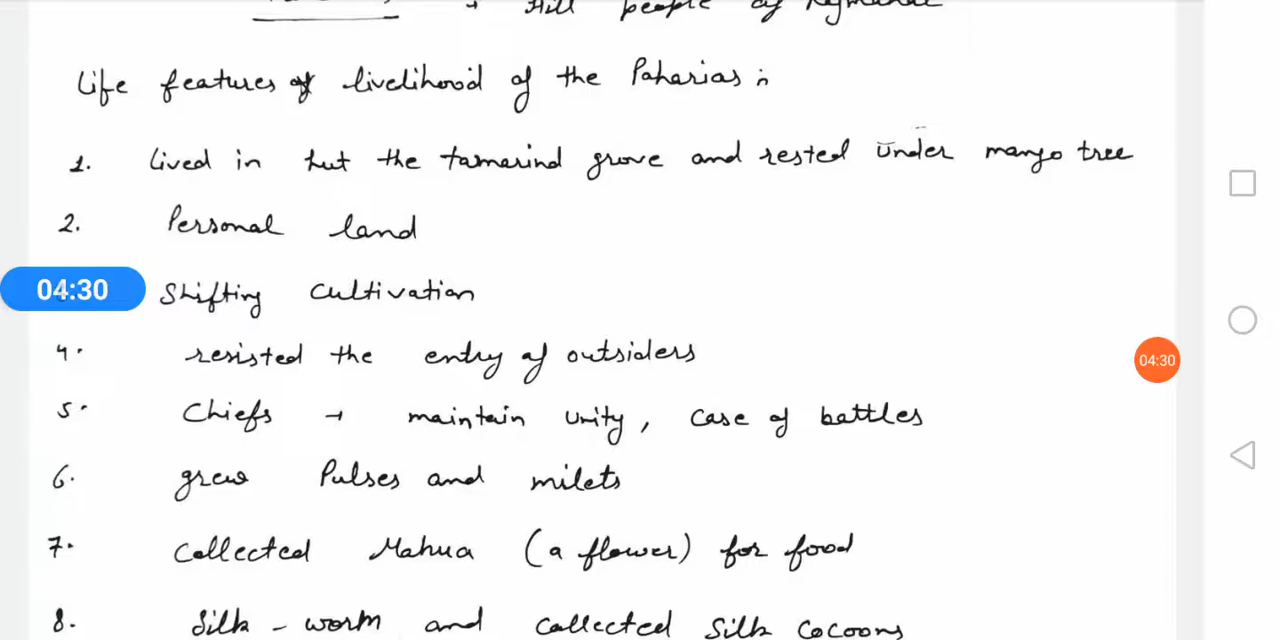 Hill people of
Life features of livelihood of the Paharias :
1. lived in hut the tamarind grove and rested under mango tree
2. Personal land
04:30 Shifting cultivation
04:30
4. resisted the entry of outsiders
5. Chiefs → maintain unity, case of battles
6. grew Pulses and milets
7. collected Mahua (a flower) for food
8. Silk - worm and collected silk cocoons